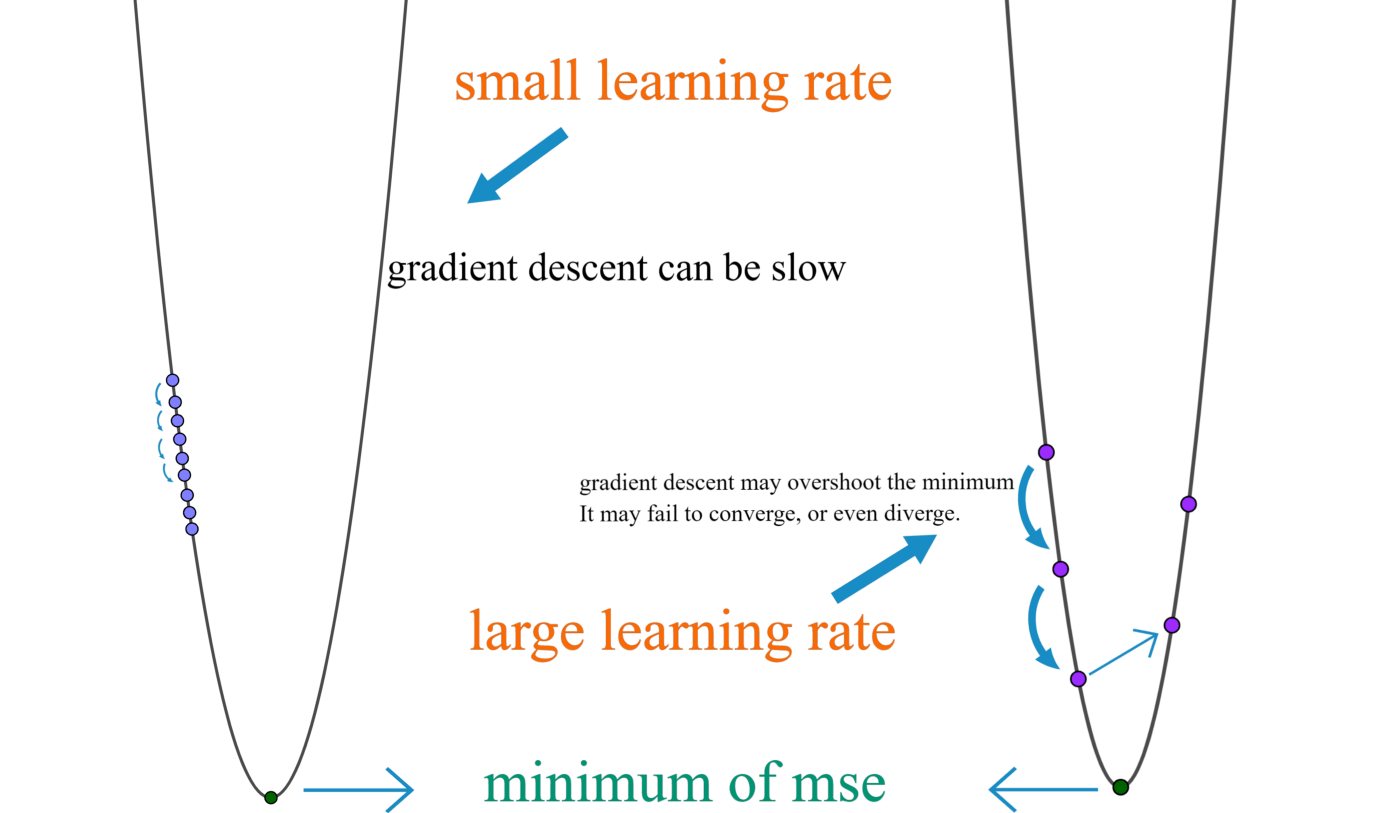 small learning rate
gradient descent can be slow
gradient descent may overshoot the minimum
It may fail to converge, or even diverge.
large learning rate
minimum of mse